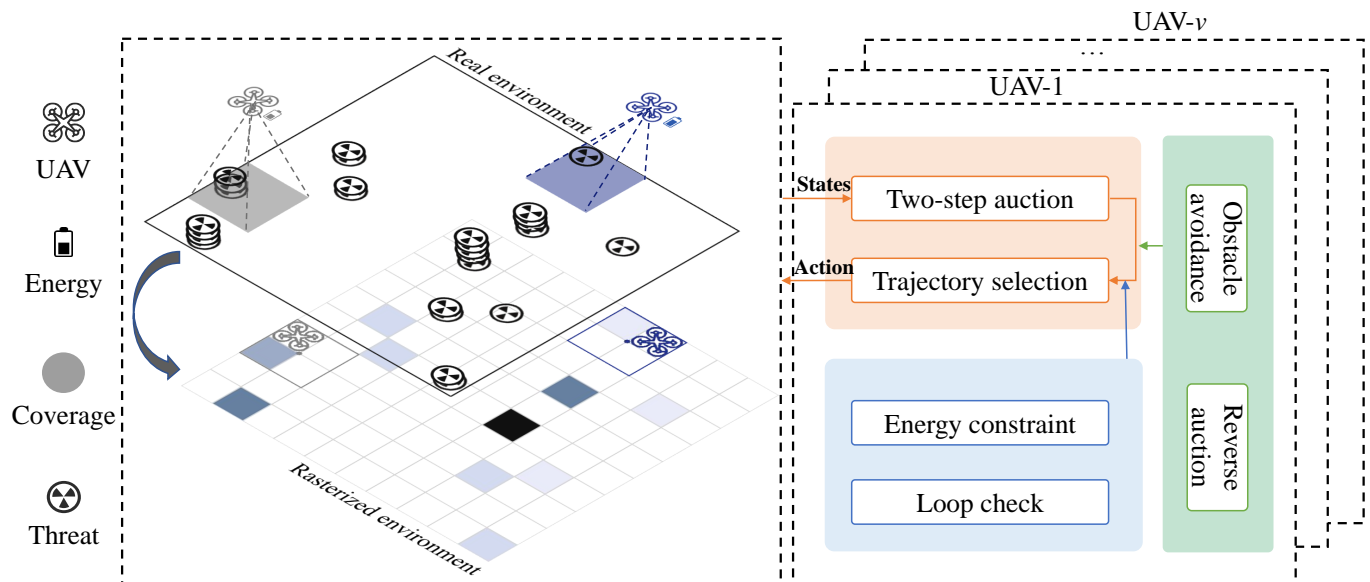 UAV
Energy
Coverage
Threat
Real environment
Rasterized environment
States
Action
UAV-v
...
UAV-1
Two-step auction
Trajectory selection
Energy constraint
Loop check
Obstacle
avoidance
Reverse
auction